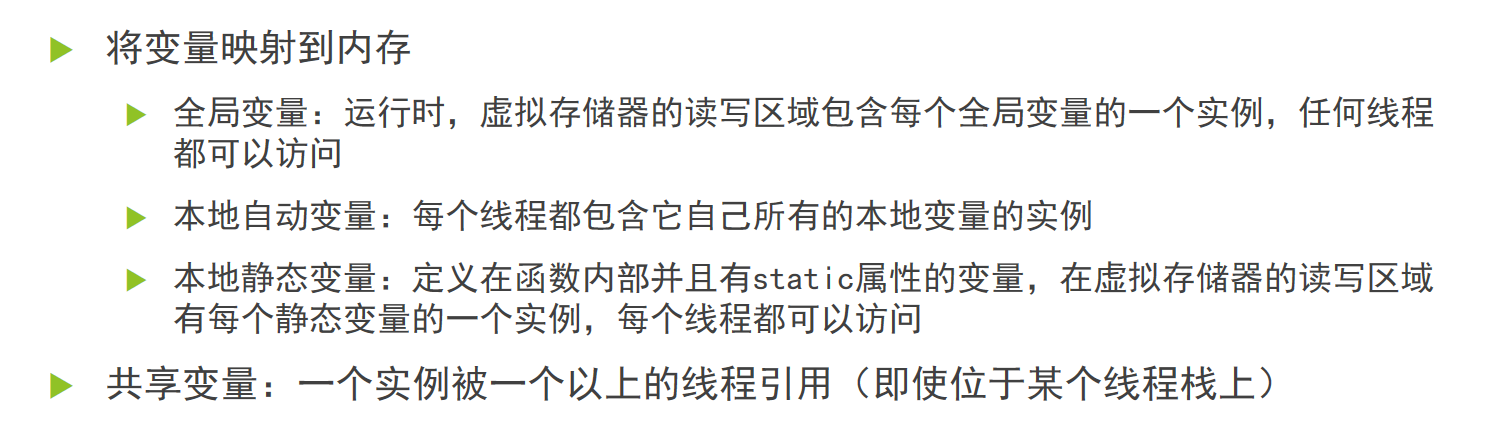 将变量映射到内存
全局变量：运行时，虚拟存储器的读写区域包含每个全局变量的一个实例，任何线程
都可以访问
本地自动变量：每个线程都包含它自己所有的本地变量的实例
本地静态变量：定义在函数内部并且有static属性的变量，在虚拟存储器的读写区域
有每个静态变量的一个实例，每个线程都可以访问
共享变量：一个实例被一个以上的线程引用（即使位于某个线程栈上）